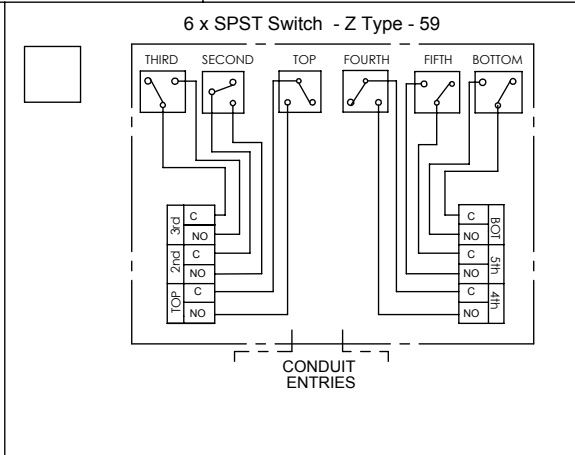 6 x SPST Switch - Z Type - 59
THIRD SECOND TOP FOURTH FIFTH BOTTOM
3rd C
NO
2nd C
NO
TOP C
NO
C BOT
NO
C 5th
NO
C 4th
NO
CONDUIT
ENTRIES